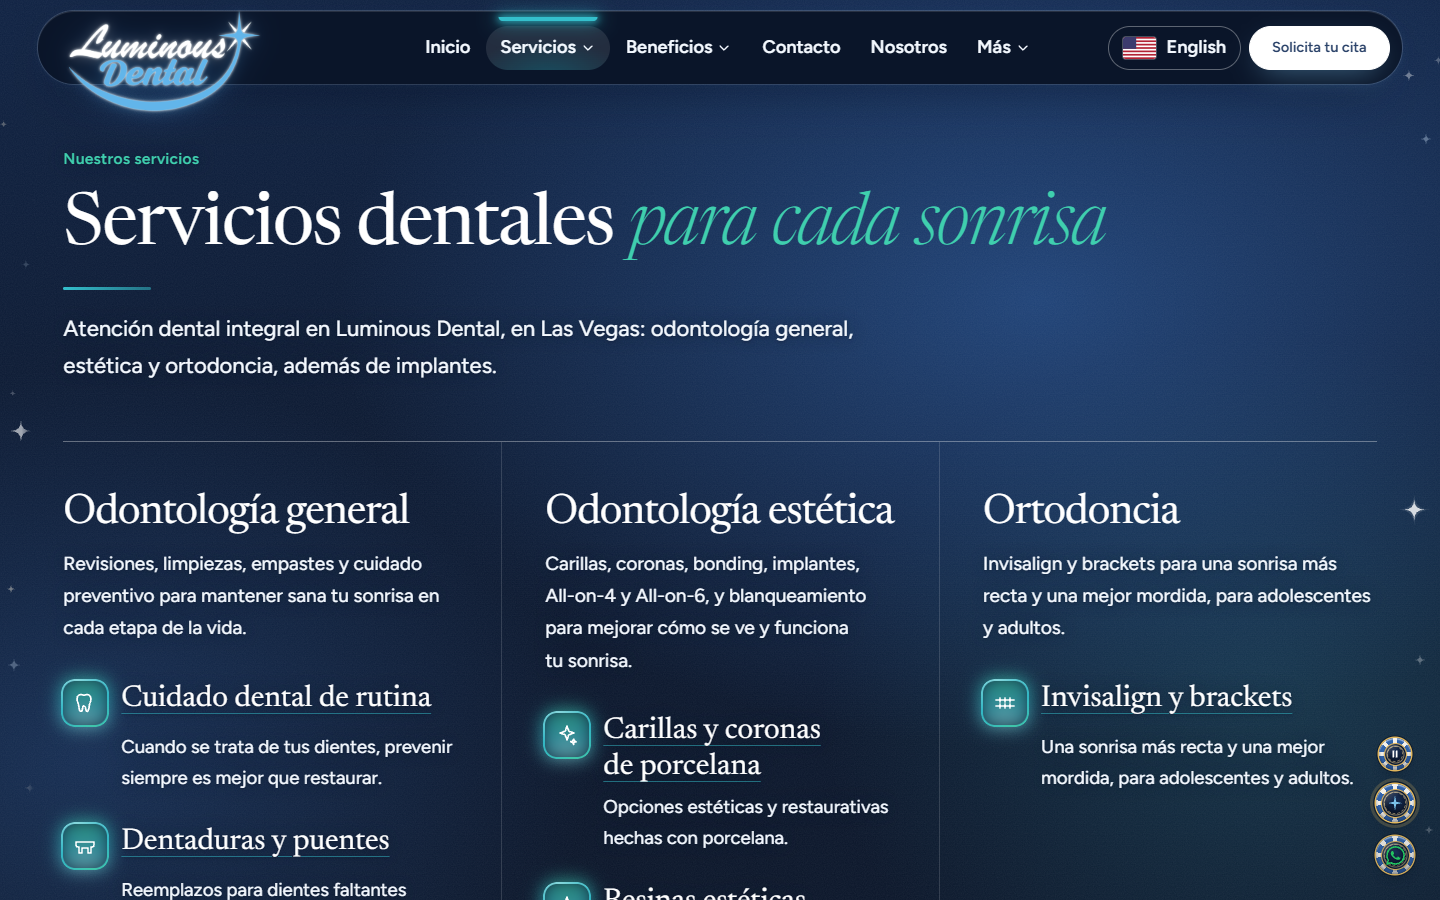 Luminous
Dental
Inicio
Servicios
Beneficios
Contacto
Nosotros
Más
English
Solicita tu cita
Nuestros servicios
Servicios dentales para cada sonrisa
Atención dental integral en Luminous Dental, en Las Vegas: odontología general,
estética y ortodoncia, además de implantes.
Odontología general
Revisiones, limpiezas, empastes y cuidado
preventivo para mantener sana tu sonrisa en
cada etapa de la vida.
Cuidado dental de rutina
Cuando se trata de tus dientes, prevenir
siempre es mejor que restaurar.
Dentaduras y puentes
Reemplazos para dientes faltantes
Odontología estética
Carillas, coronas, bonding, implantes,
All-on-4 y All-on-6, y blanqueamiento
para mejorar cómo se ve y funciona
tu sonrisa.
Carillas y coronas
de porcelana
Opciones estéticas y restaurativas
hechas con porcelana.
Resinas estéticas
Ortodoncia
Invisalign y brackets para una sonrisa más
recta y una mejor mordida, para adolescentes
y adultos.
Invisalign y brackets
Una sonrisa más recta y una mejor
mordida, para adolescentes y adultos.